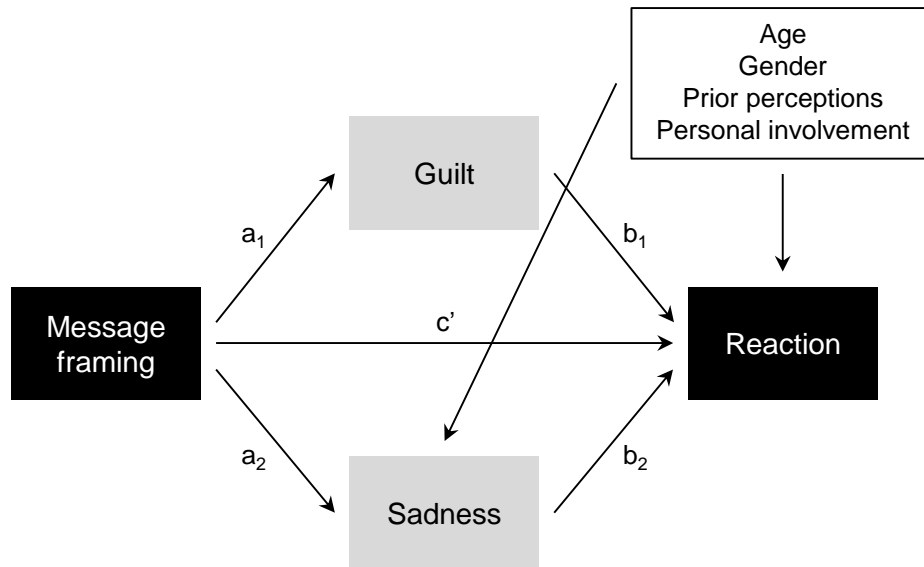 Age
Gender
Prior perceptions
Personal involvement
Guilt
a₁
b₁
Message
framing
c’
Reaction
a₂
b₂
Sadness